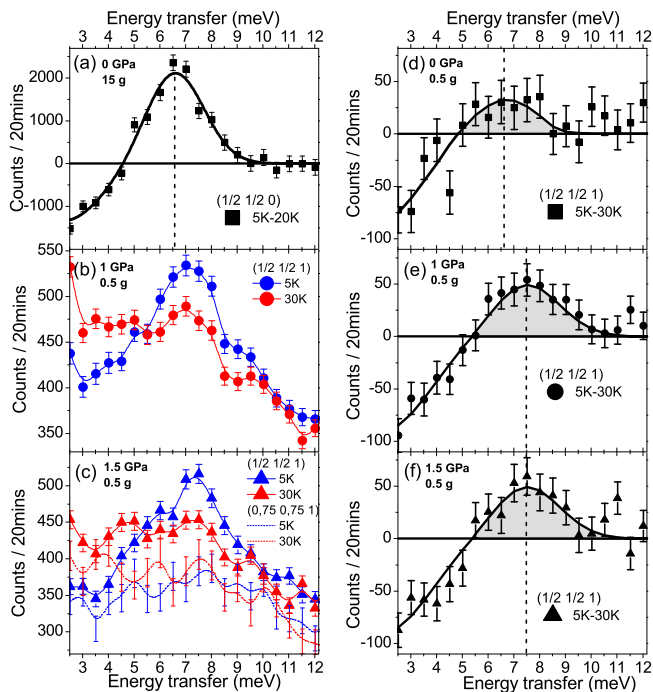 Energy transfer (meV)
3 4 5 6 7 8 9 10 11 12
(a) 0 GPa
15 g
2000
1000
0
-1000
Counts / 20mins
(1/2 1/2 0)
5K-20K
(b) 1 GPa
0.5 g
550
500
450
400
350
Counts / 20mins
(1/2 1/2 1)
5K
30K
(c) 1.5 GPa
0.5 g
500
450
400
350
300
Counts / 20mins
(1/2 1/2 1)
5K
30K
(0,75 0,75 1)
5K
30K
3 4 5 6 7 8 9 10 11 12
Energy transfer (meV)
Energy transfer (meV)
3 4 5 6 7 8 9 10 11 12
(d) 0 GPa
0.5 g
50
0
-50
-100
Counts / 20mins
(1/2 1/2 1)
5K-30K
(e) 1 GPa
0.5 g
50
0
-50
-100
Counts / 20mins
(1/2 1/2 1)
5K-30K
(f) 1.5 GPa
0.5 g
50
0
-50
-100
Counts / 20mins
(1/2 1/2 1)
5K-30K
3 4 5 6 7 8 9 10 11 12
Energy transfer (meV)